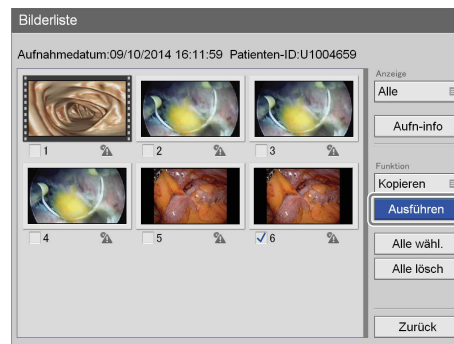 Bilderliste
Aufnahmedatum:09/10/2014 16:11:59 Patienten-ID:U1004659
Anzeige
Alle
Aufn-info
1
2
3
Funktion
Kopieren
Ausführen
4
5
6
Alle wähl.
Alle lösch
Zurück